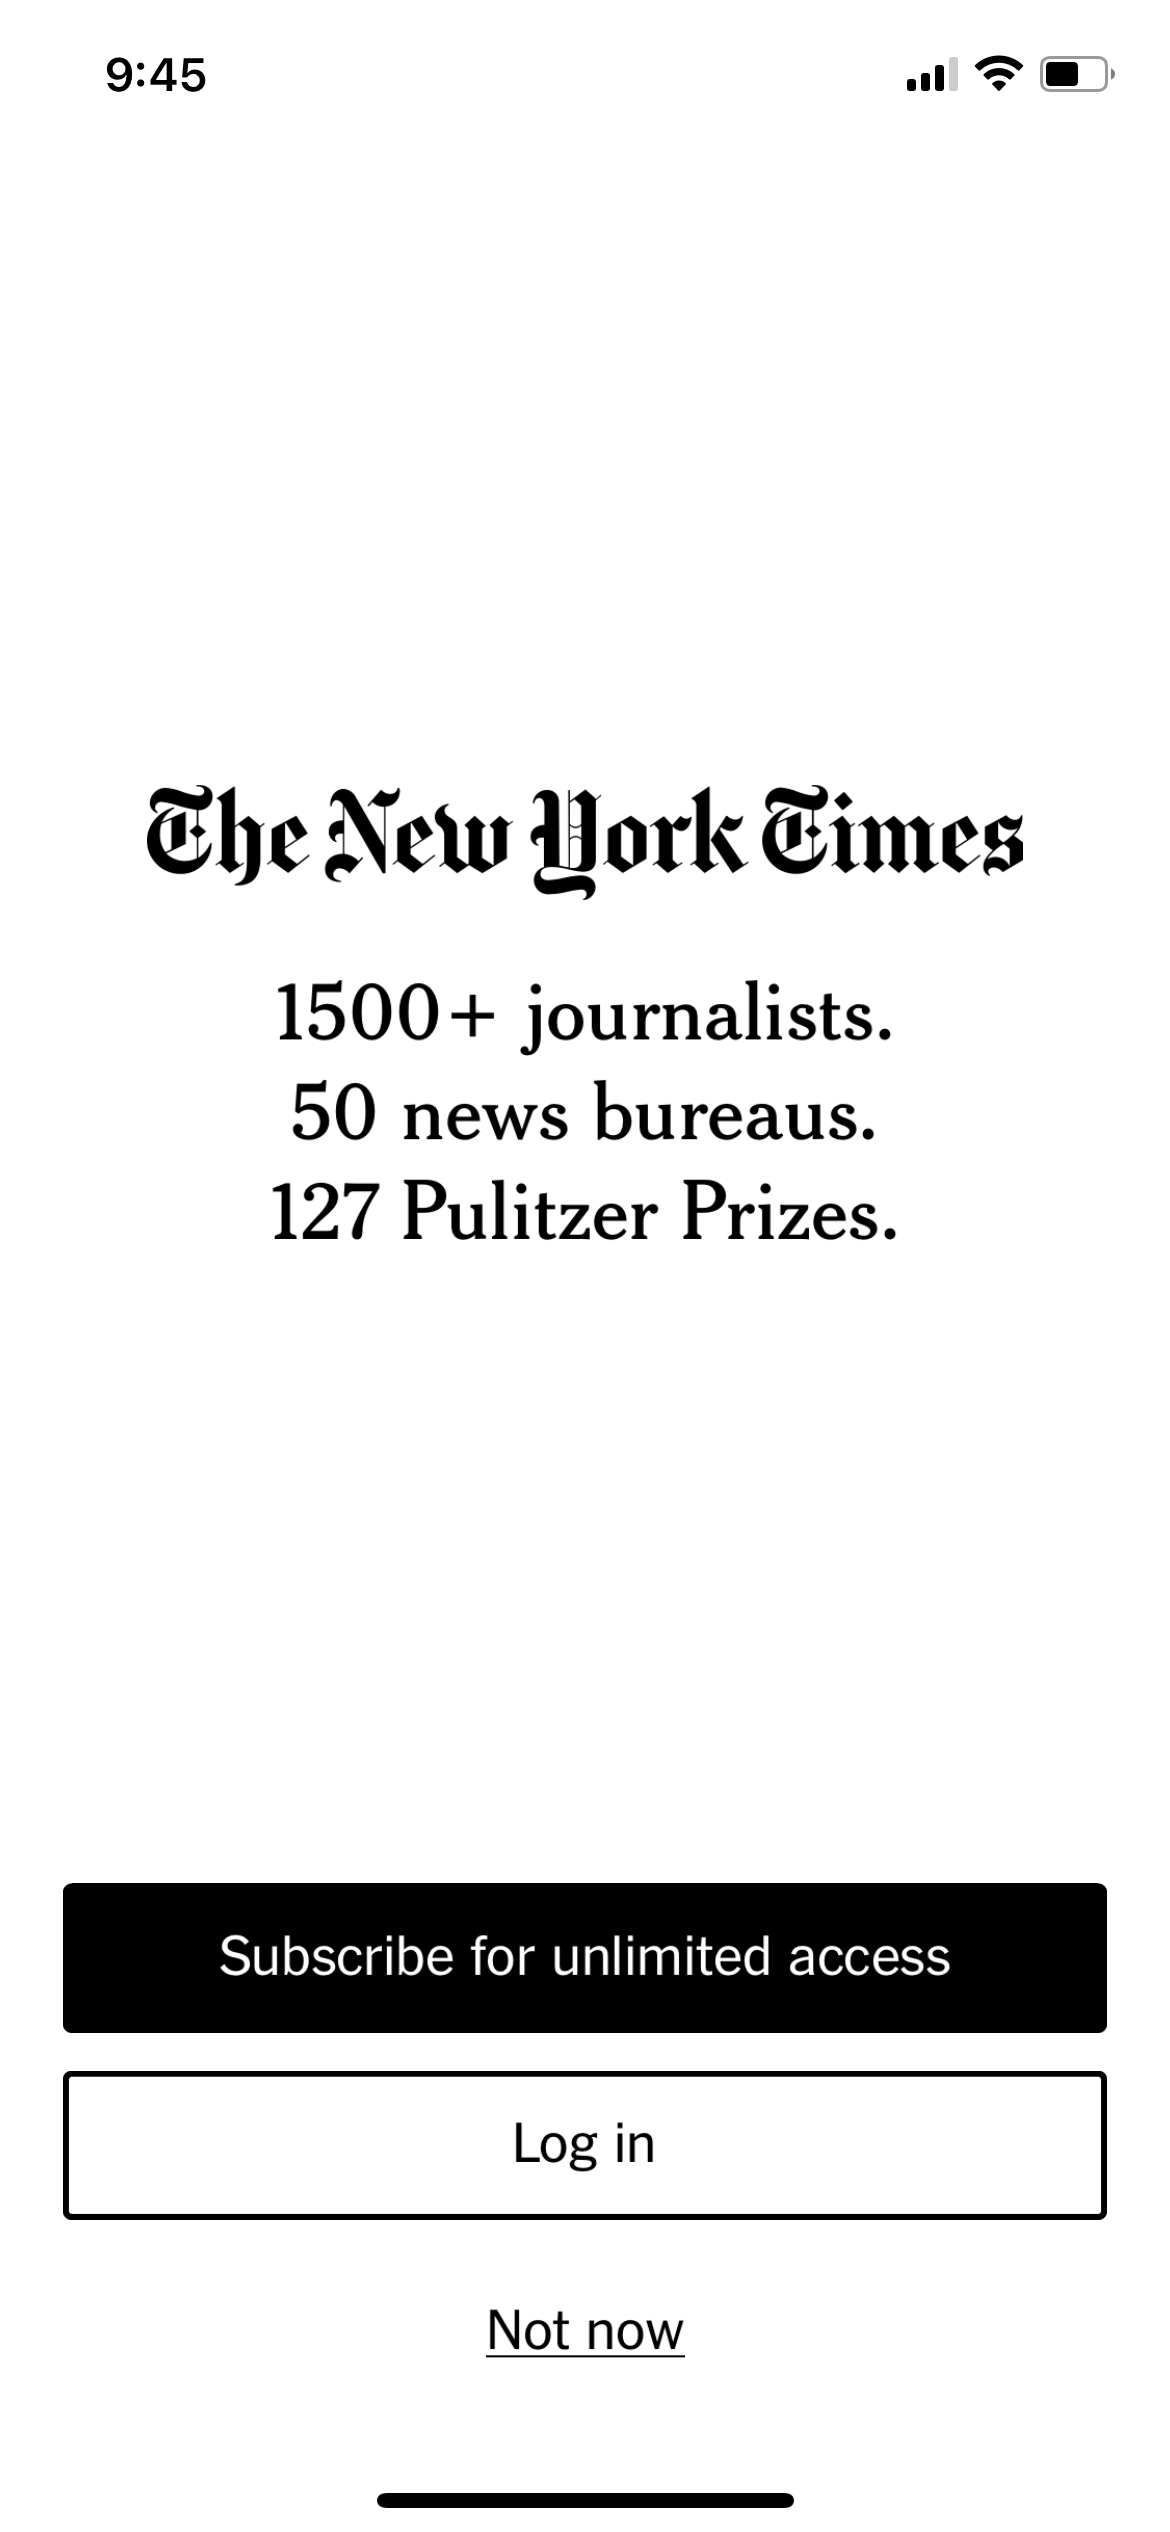 9:45
The New York Times
1500+ journalists.
50 news bureaus.
127 Pulitzer Prizes.
Subscribe for unlimited access
Log in
Not now